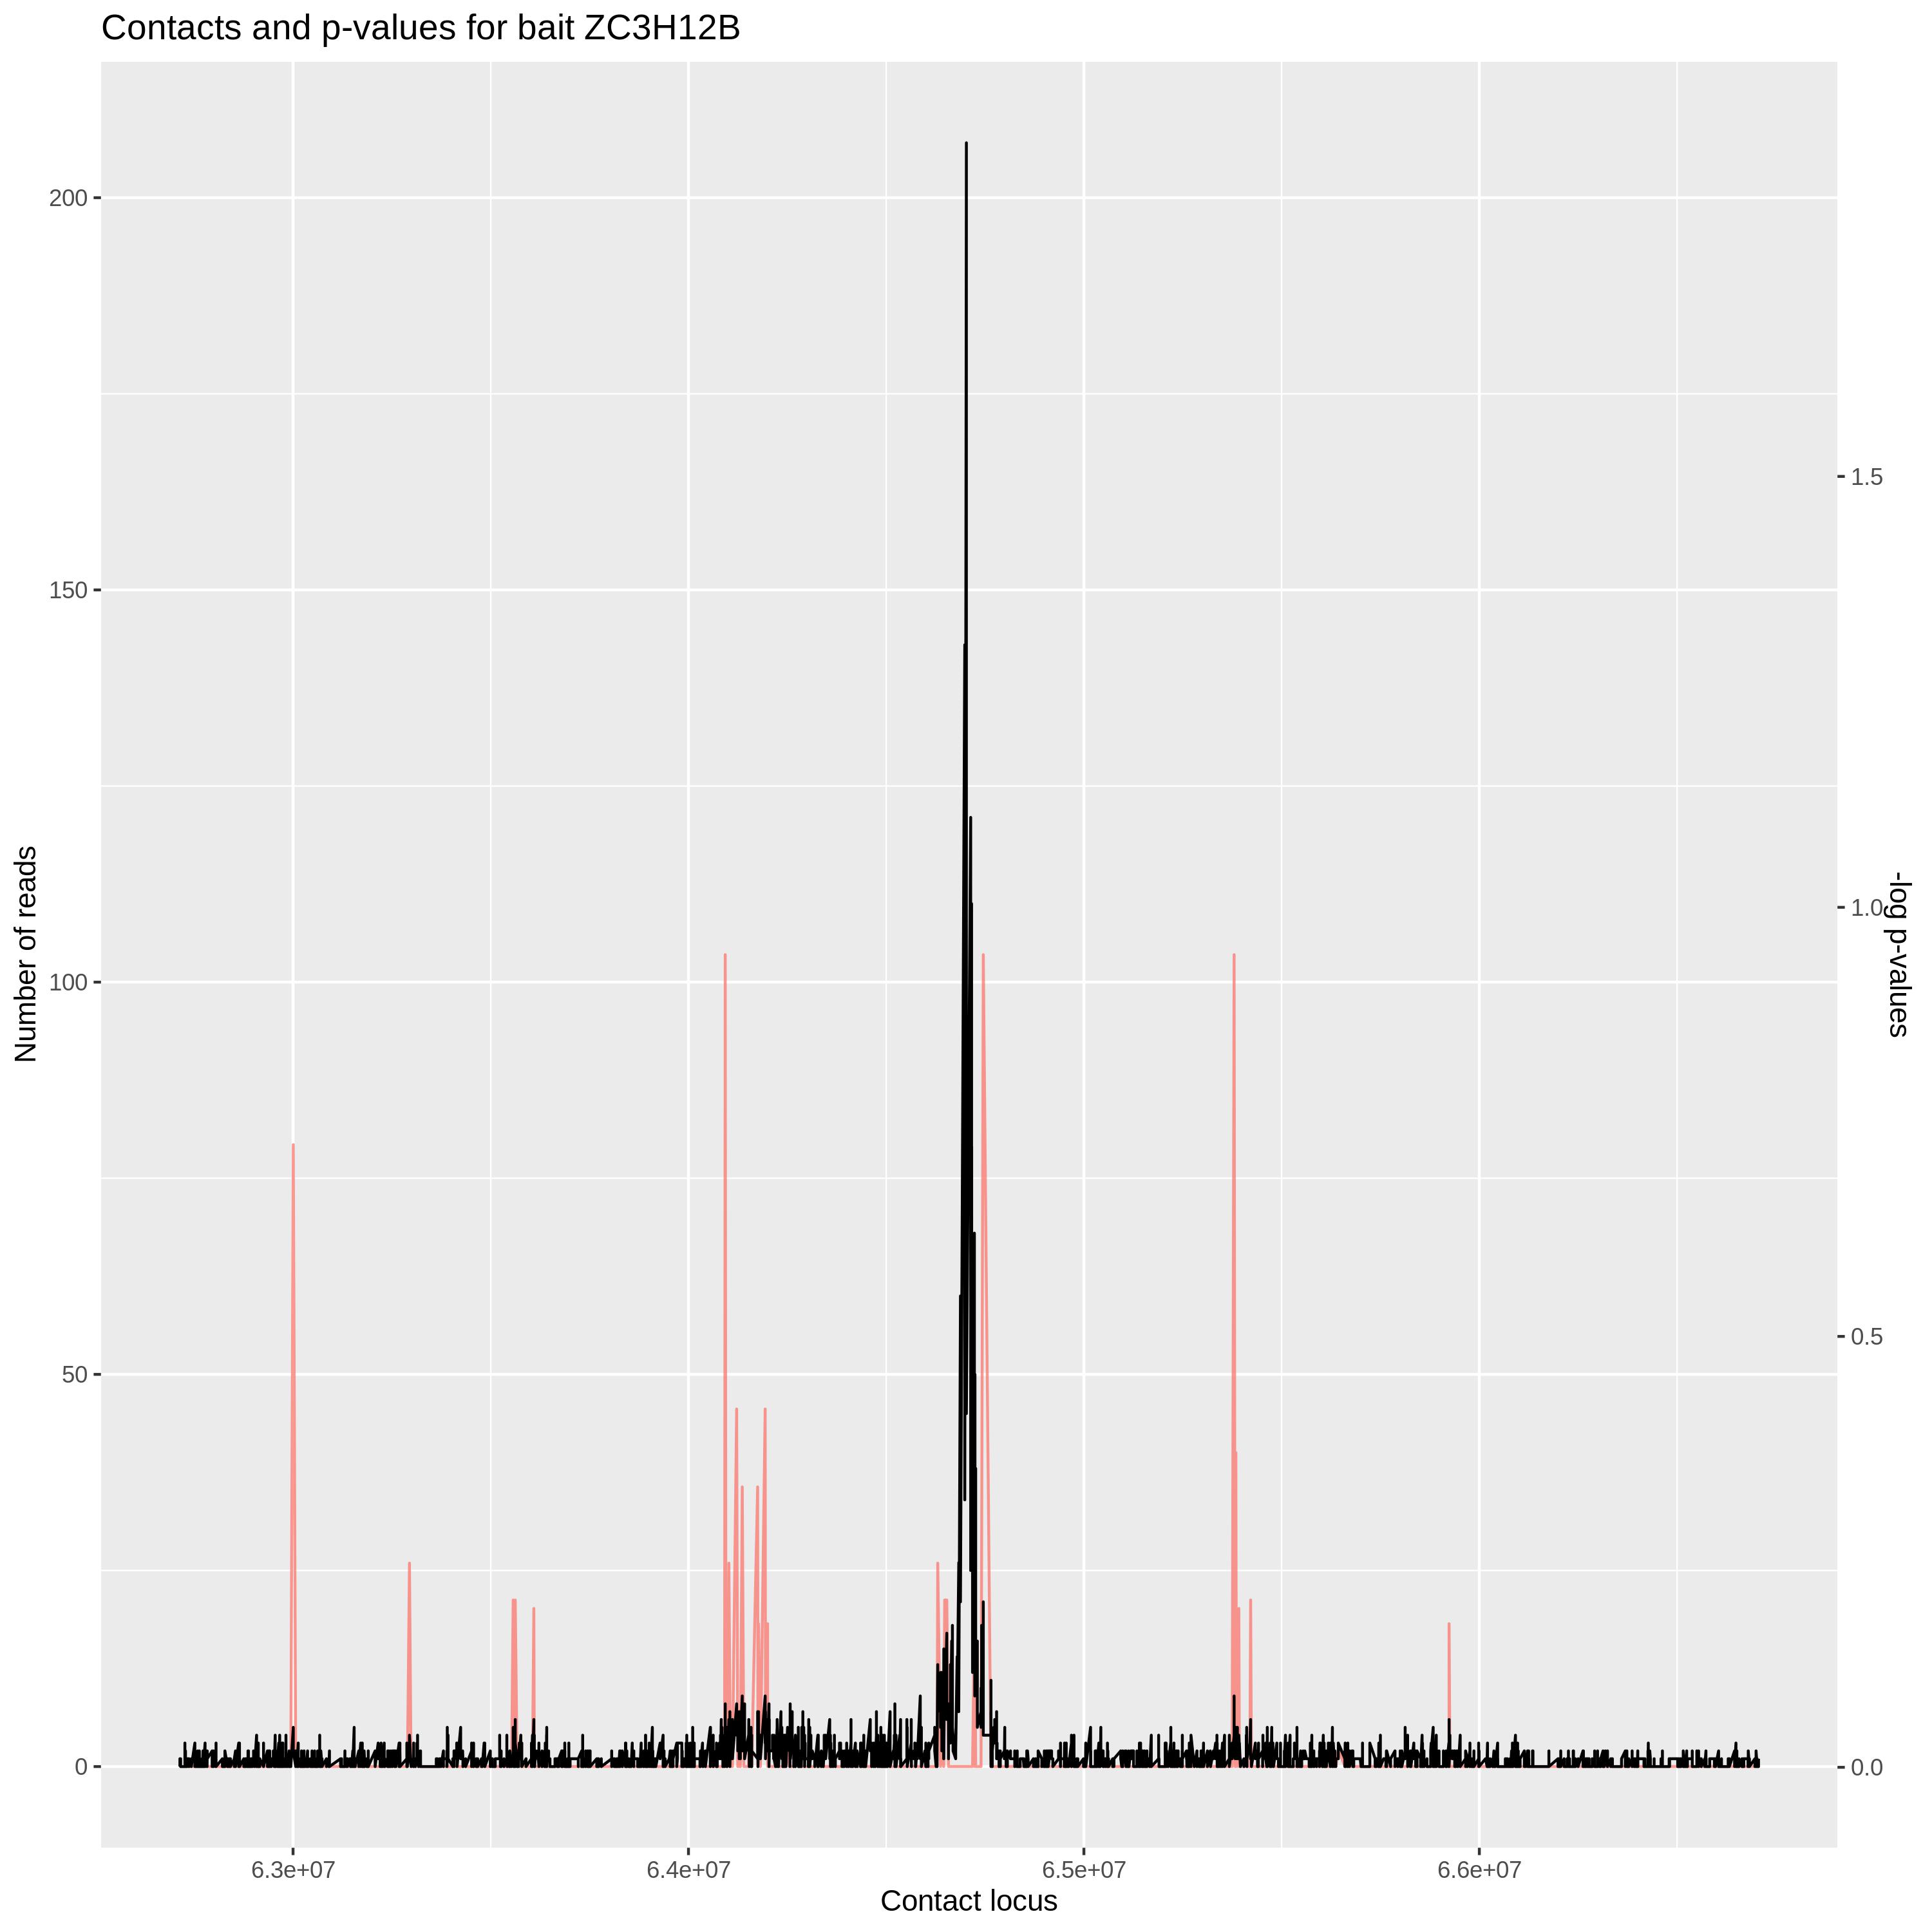 Contacts and p-values for bait ZC3H12B
200
150
100
50
0
Number of reads
1.5
1.0
0.5
0.0
-log p-values
6.3e+07
6.4e+07
6.5e+07
6.6e+07
Contact locus